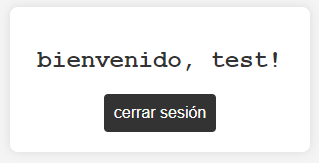 bienvenido, test!
cerrar sesión